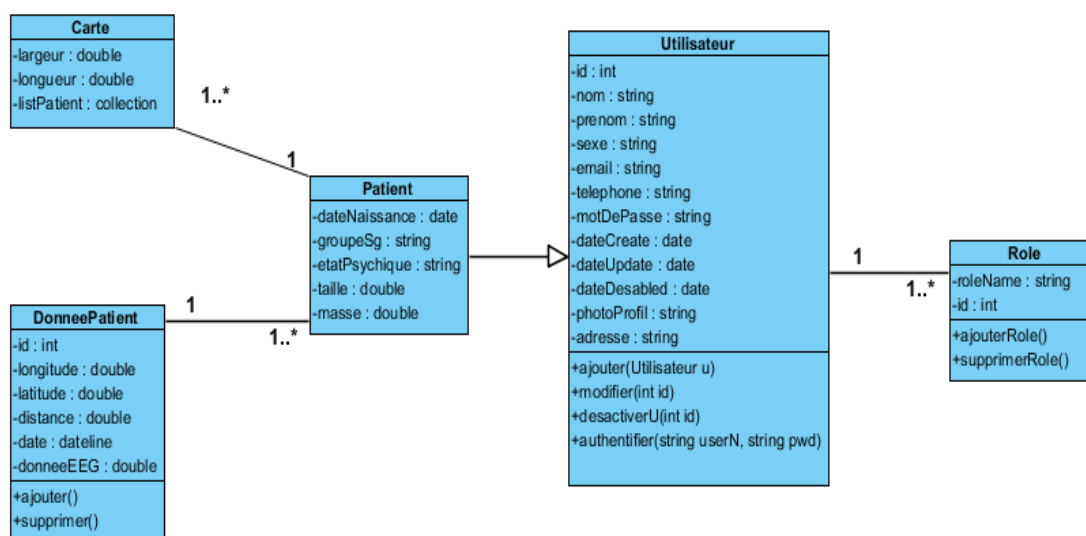 Carte
-largeur : double
-longueur : double
-listPatient : collection
1..*
1
Patient
-dateNaissance : date
-groupeSg : string
-etatPsychique : string
-taille : double
-masse : double
1
1..*
DonneePatient
-id : int
-longitude : double
-latitude : double
-distance : double
-date : dateline
-donneeEEG : double
+ajouter()
+supprimer()
Utilisateur
-id : int
-nom : string
-prenom : string
-sexe : string
-email : string
-telephone : string
-motDePasse : string
-dateCreate : date
-dateUpdate : date
-dateDesabled : date
-photoProfil : string
-adresse : string
+ajouter(Utilisateur u)
+modifier(int id)
+desactiverU(int id)
+authentifier(string userN, string pwd)
1
1..*
Role
-roleName : string
-id : int
+ajouterRole()
+supprimerRole()